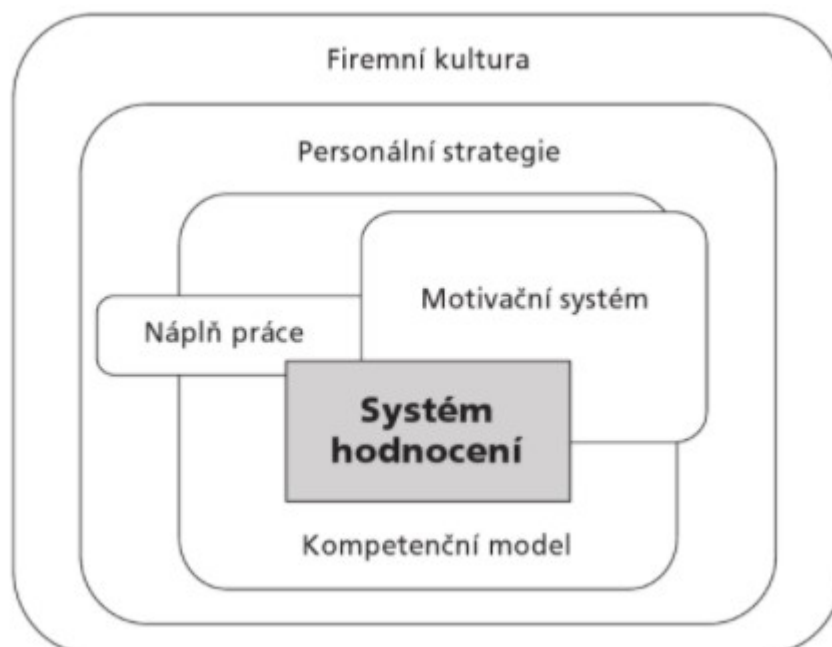 Firemní kultura
Personální strategie
Motivační systém
Náplň práce
Systém
hodnocení
Kompetenční model